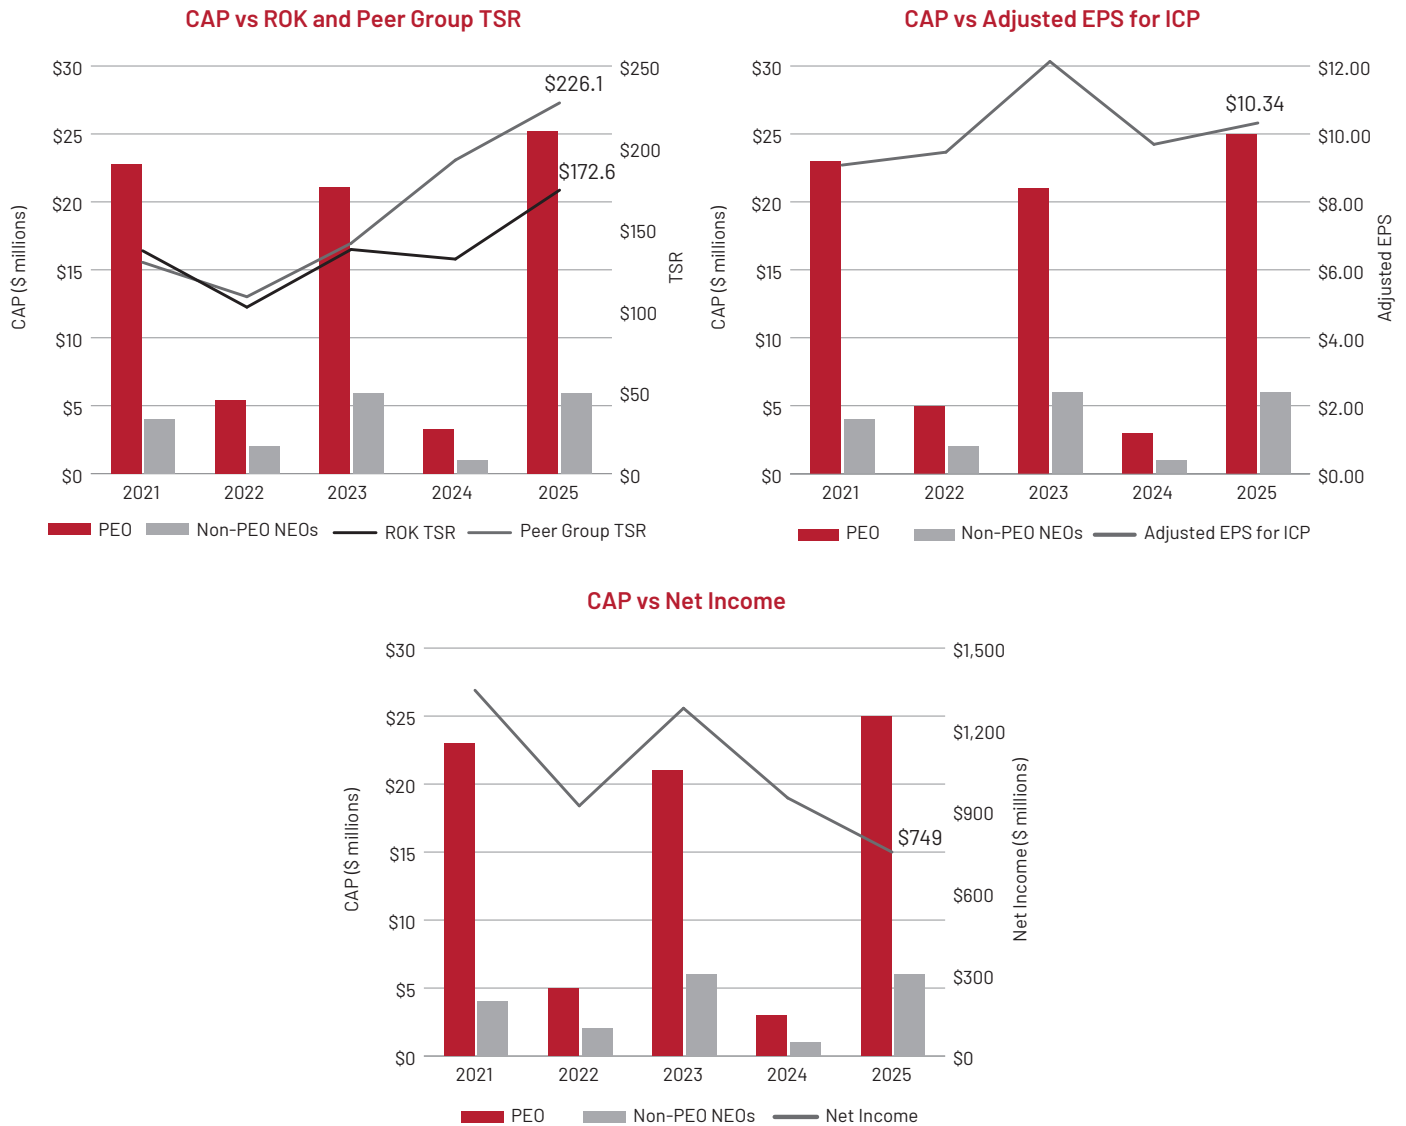 CAP vs ROK and Peer Group TSR
$30
$25
$20
$15
$10
$5
$0
CAP ($ millions)
$250
$200
$150
$100
$50
$0
TSR
$226.1
$172.6
2021 2022 2023 2024 2025
PEO Non-PEO NEOs ROK TSR Peer Group TSR
CAP vs Adjusted EPS for ICP
$30
$25
$20
$15
$10
$5
$0
CAP ($ millions)
$12.00
$10.00
$8.00
$6.00
$4.00
$2.00
$0.00
Adjusted EPS
$10.34
2021 2022 2023 2024 2025
PEO Non-PEO NEOs Adjusted EPS for ICP
CAP vs Net Income
$30
$25
$20
$15
$10
$5
$0
CAP ($ millions)
$1,500
$1,200
$900
$600
$300
$0
Net Income ($ millions)
$749
2021 2022 2023 2024 2025
PEO Non-PEO NEOs Net Income